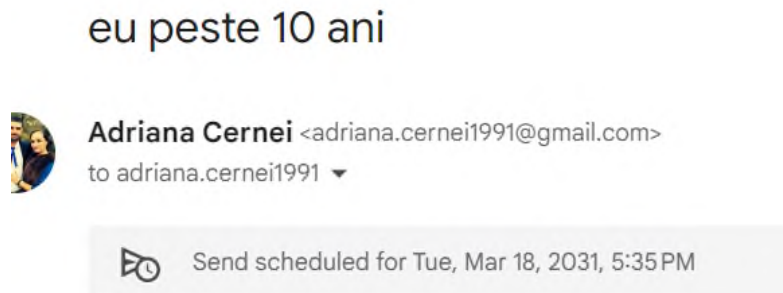 eu peste 10 ani
Adriana Cernei <adriana.cernei1991@gmail.com>
to adriana.cernei1991
Send scheduled for Tue, Mar 18, 2031, 5:35 PM